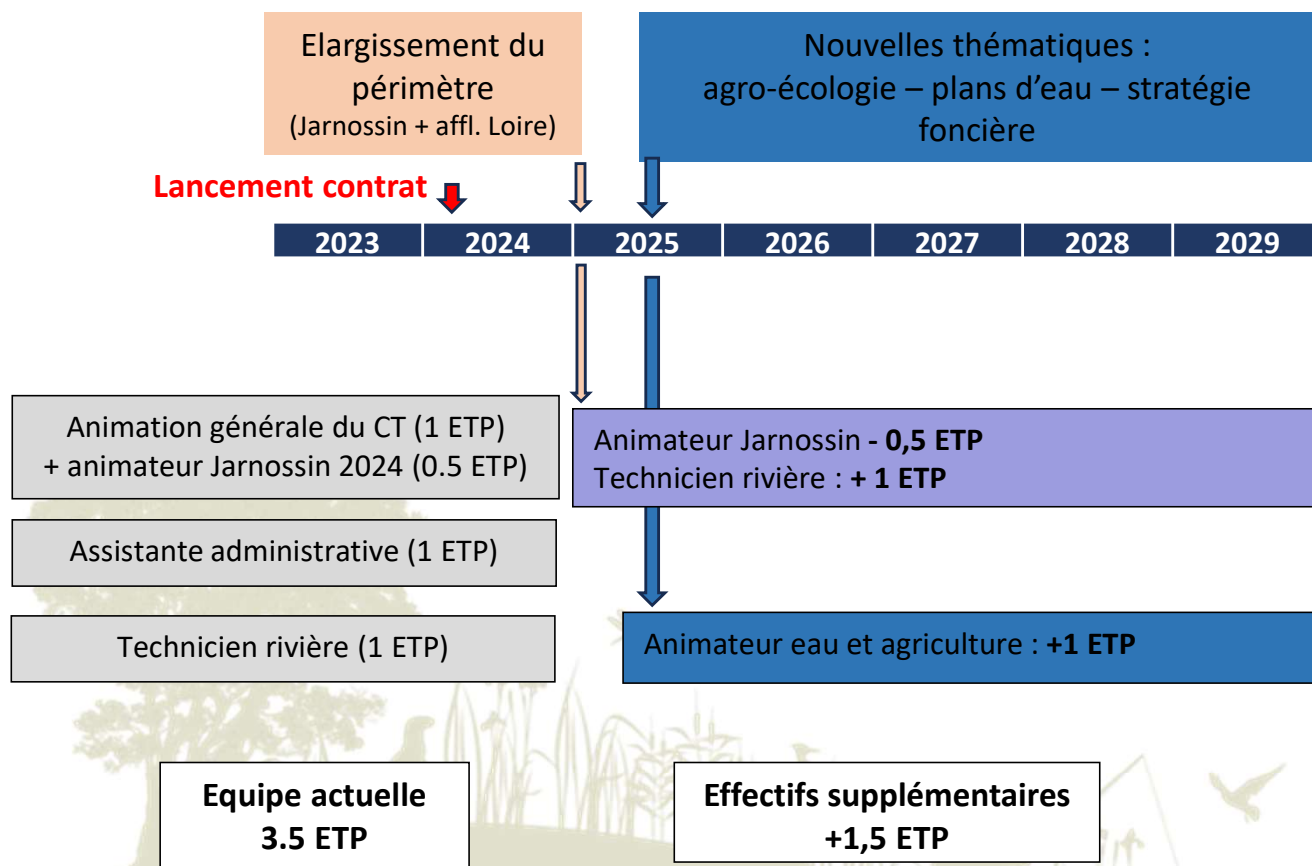 Elargissement du
périmètre
(Jarnossin + affl. Loire)
Nouvelles thématiques :
agro-écologie – plans d'eau – stratégie
foncière
Lancement contrat
2023 2024 2025 2026 2027 2028 2029
Animation générale du CT (1 ETP)
+ animateur Jarnossin 2024 (0.5 ETP)
Animateur Jarnossin - 0,5 ETP
Technicien rivière : + 1 ETP
Assistante administrative (1 ETP)
Technicien rivière (1 ETP)
Animateur eau et agriculture : +1 ETP
Equipe actuelle
3.5 ETP
Effectifs supplémentaires
+1,5 ETP